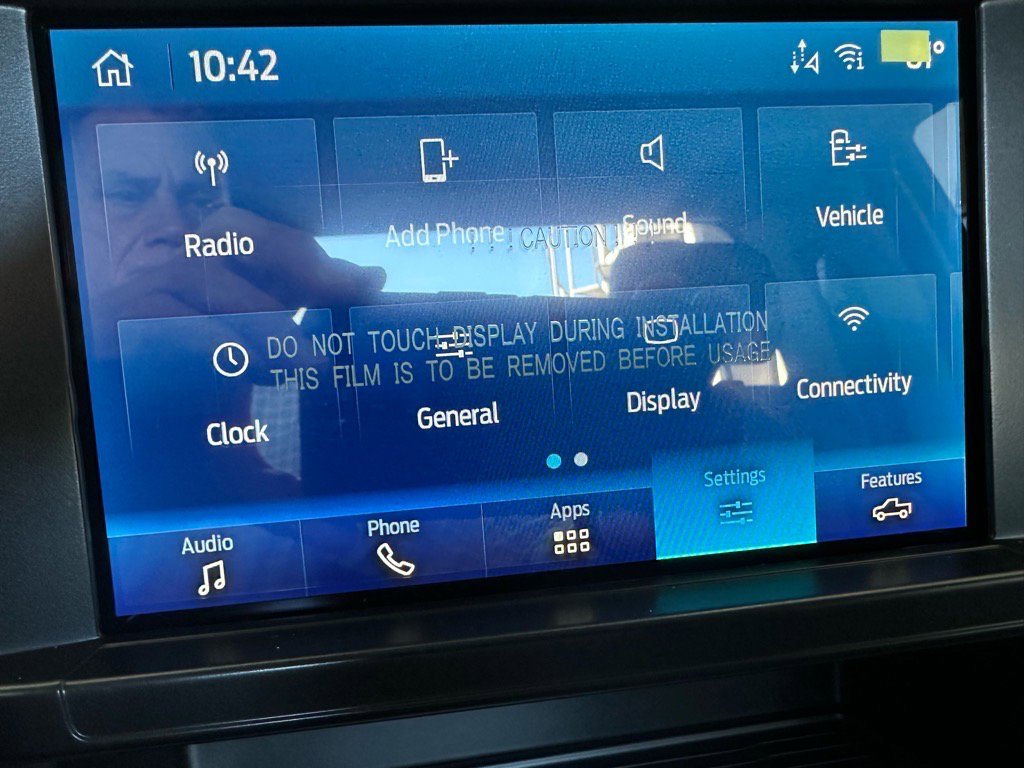 10:42
Radio
Add Phone
Sound
Vehicle
CAUTION
DO NOT TOUCH DISPLAY DURING INSTALLATION
THIS FILM IS TO BE REMOVED BEFORE USAGE
Clock
General
Display
Connectivity
Audio
Phone
Apps
Settings
Features